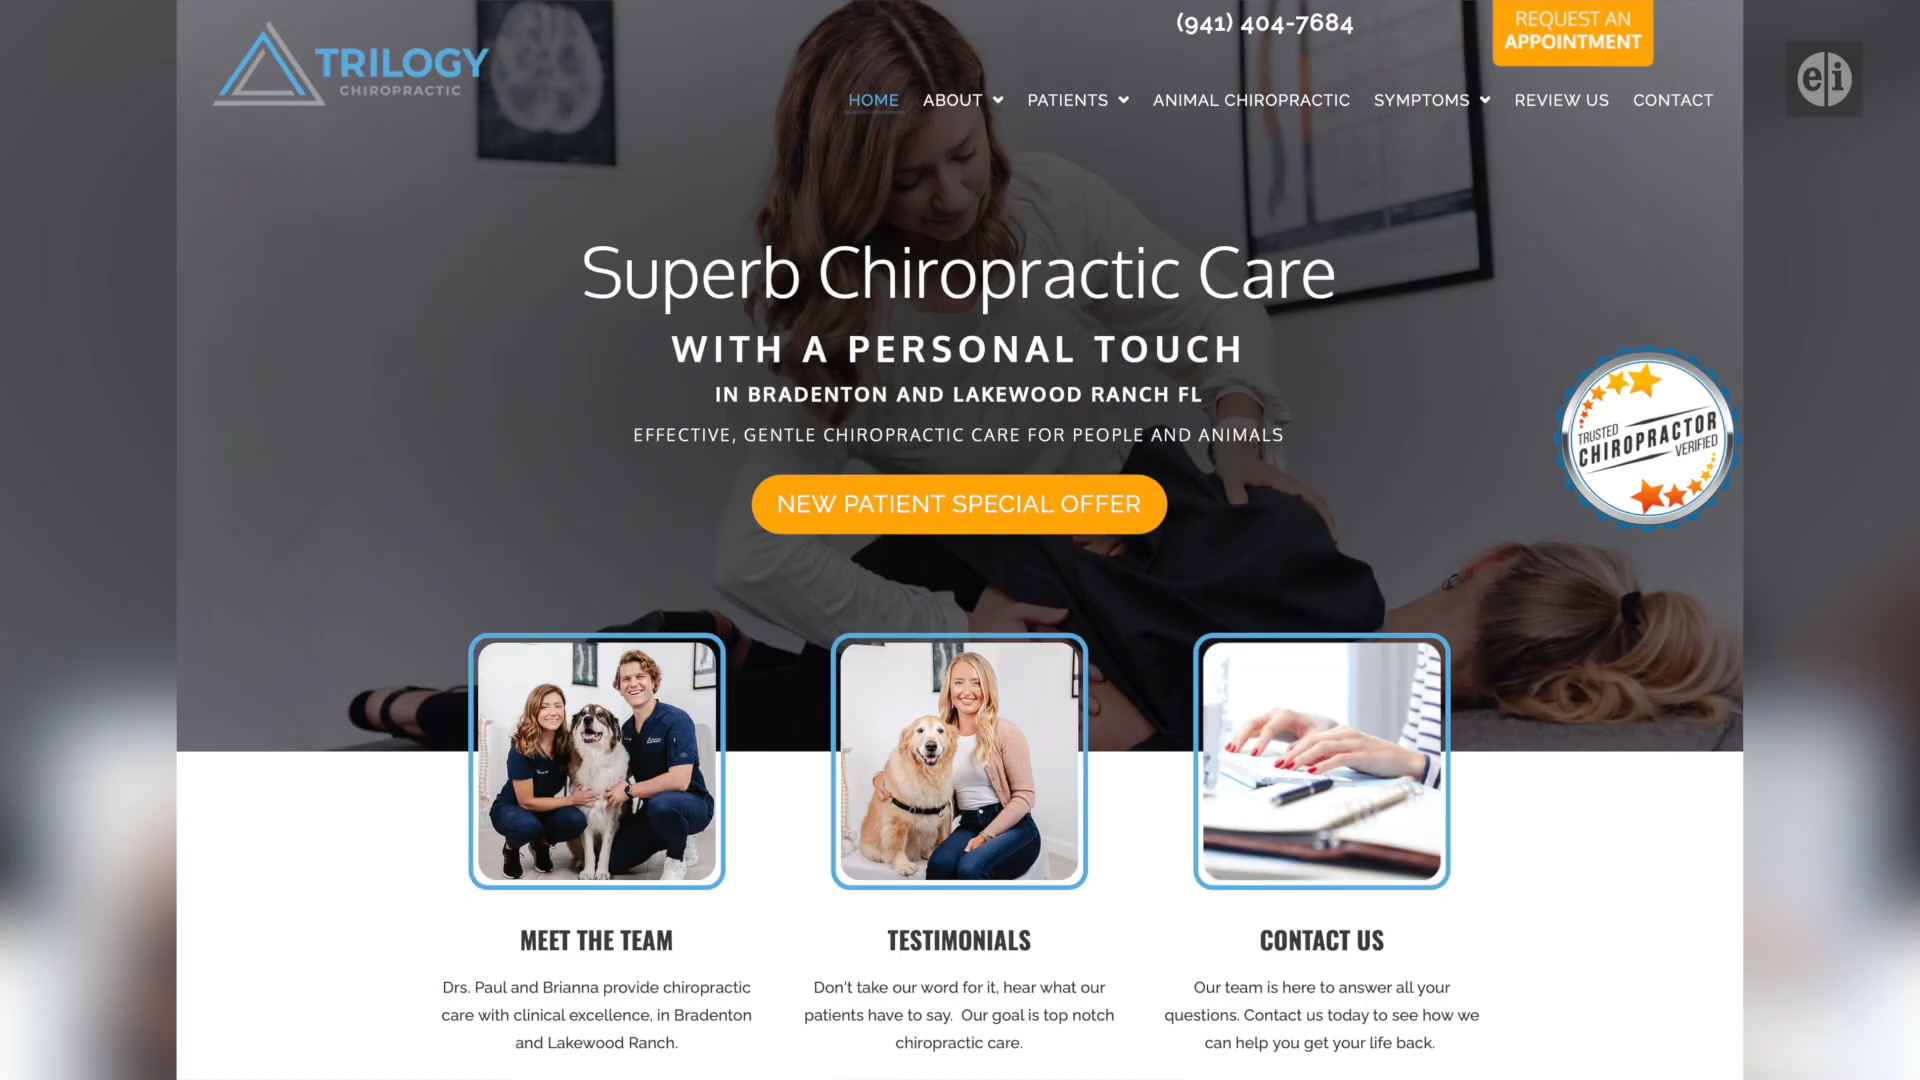 (941) 404-7684
REQUEST AN
APPOINTMENT
TRILOGY
CHIROPRACTIC
ei
HOME ABOUT PATIENTS ANIMAL CHIROPRACTIC SYMPTOMS REVIEW US CONTACT
Superb Chiropractic Care
WITH A PERSONAL TOUCH
IN BRADENTON AND LAKEWOOD RANCH FL
EFFECTIVE, GENTLE CHIROPRACTIC CARE FOR PEOPLE AND ANIMALS
NEW PATIENT SPECIAL OFFER
TRUSTED
CHIROPRACTOR
VERIFIED
MEET THE TEAM
Drs. Paul and Brianna provide chiropractic
care with clinical excellence, in Bradenton
and Lakewood Ranch.
TESTIMONIALS
Don't take our word for it, hear what our
patients have to say.  Our goal is top notch
chiropractic care.
CONTACT US
Our team is here to answer all your
questions. Contact us today to see how we
can help you get your life back.